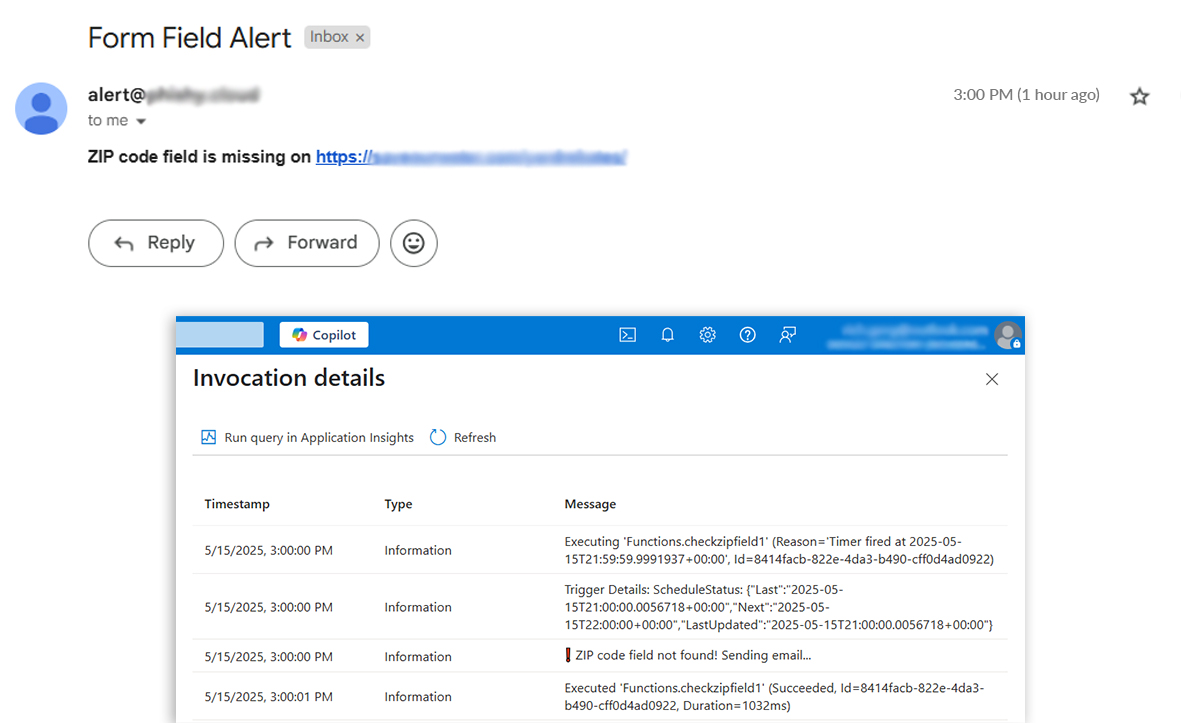 Form Field Alert Inbox ×
alert@
3:00 PM (1 hour ago)
to me
ZIP code field is missing on https://
Reply
Forward
Copilot
Invocation details
Run query in Application Insights
Refresh
Timestamp Type Message
5/15/2025, 3:00:00 PM Information Executing 'Functions.checkzipfield1' (Reason='Timer fired at 2025-05-
15T21:59:59.9991937+00:00', Id=8414facb-822e-4da3-b490-cff0d4ad0922)
5/15/2025, 3:00:00 PM Information Trigger Details: ScheduleStatus: {"Last":"2025-05-
15T21:00:00.0056718+00:00","Next":"2025-05-
15T22:00:00+00:00","LastUpdated":"2025-05-15T21:00:00.0056718+00:00"}
5/15/2025, 3:00:00 PM Information ❗ ZIP code field not found! Sending email...
5/15/2025, 3:00:01 PM Information Executed 'Functions.checkzipfield1' (Succeeded, Id=8414facb-822e-4da3-
b490-cff0d4ad0922, Duration=1032ms)